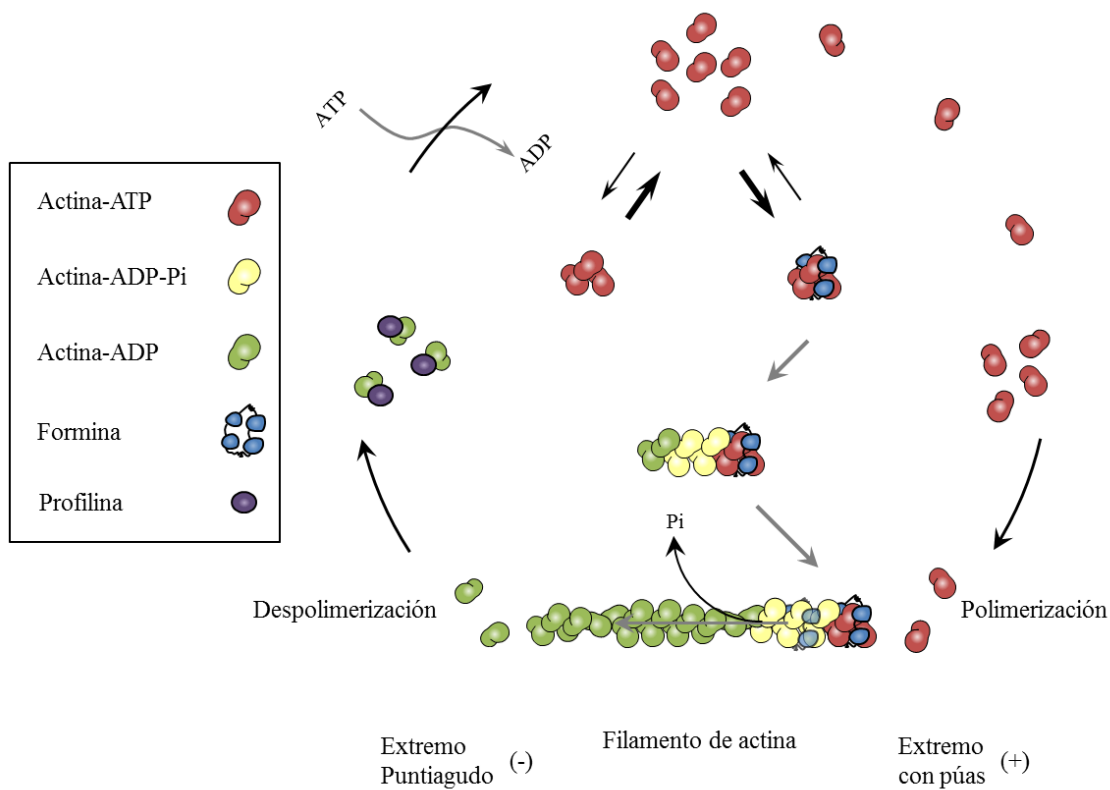 ATP
ADP
Actina-ATP
Actina-ADP-Pi
Actina-ADP
Formina
Profilina
Pi
Despolimerización
Polimerización
Extremo
Puntiagudo (-)
Filamento de actina
Extremo
con púas (+)